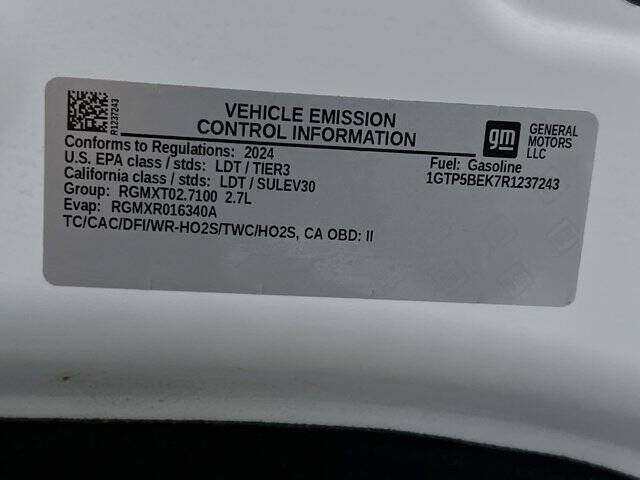 R1237243
VEHICLE EMISSION
CONTROL INFORMATION
gm
GENERAL
MOTORS
LLC
Conforms to Regulations: 2024
U.S. EPA class / stds: LDT / TIER3
California class / stds: LDT / SULEV30
Group: RGMXT02.7100 2.7L
Evap: RGMXR016340A
TC/CAC/DFI/WR-HO2S/TWC/HO2S, CA OBD: II
Fuel: Gasoline
1GTP5BEK7R1237243